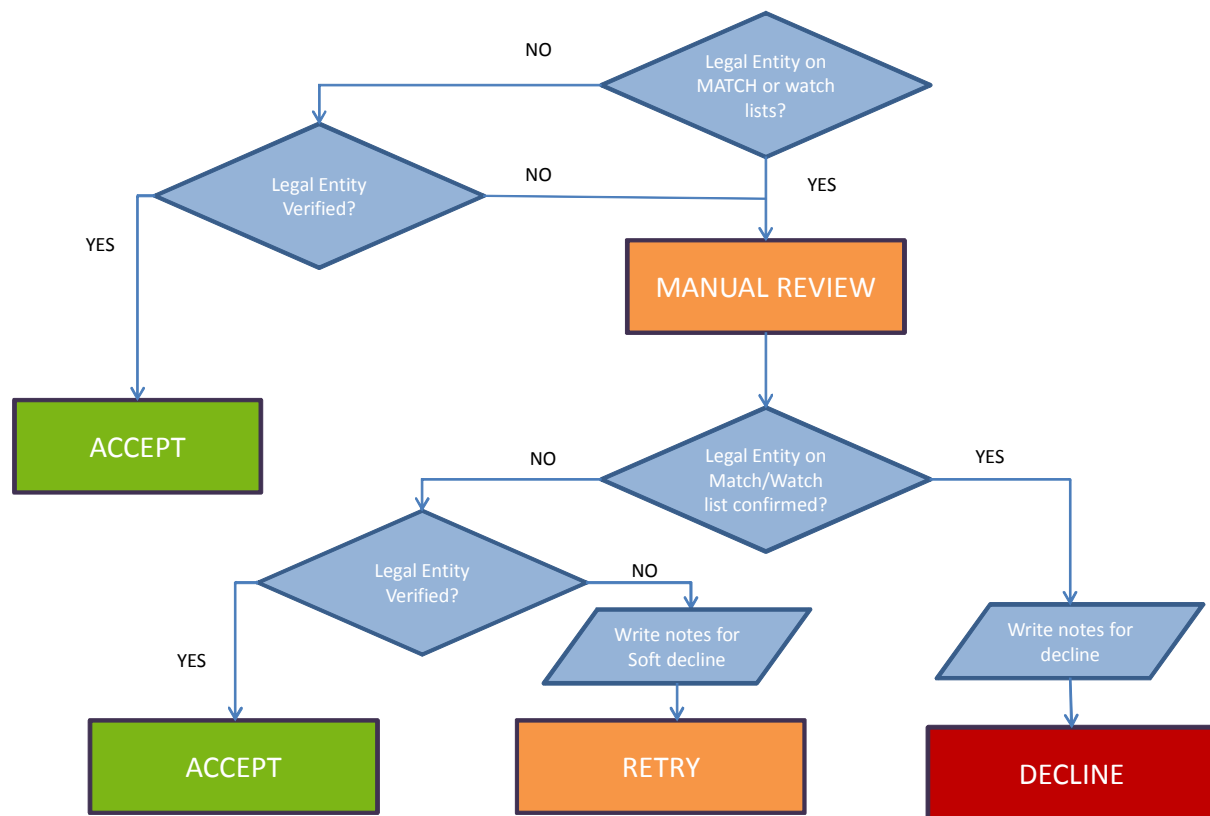 NO
Legal Entity on
MATCH or watch
lists?
Legal Entity
Verified?
NO
YES
YES
MANUAL REVIEW
ACCEPT
NO
Legal Entity on
Match/Watch
list confirmed?
YES
Legal Entity
Verified?
NO
YES
Write notes for
Soft decline
Write notes for
decline
ACCEPT
RETRY
DECLINE